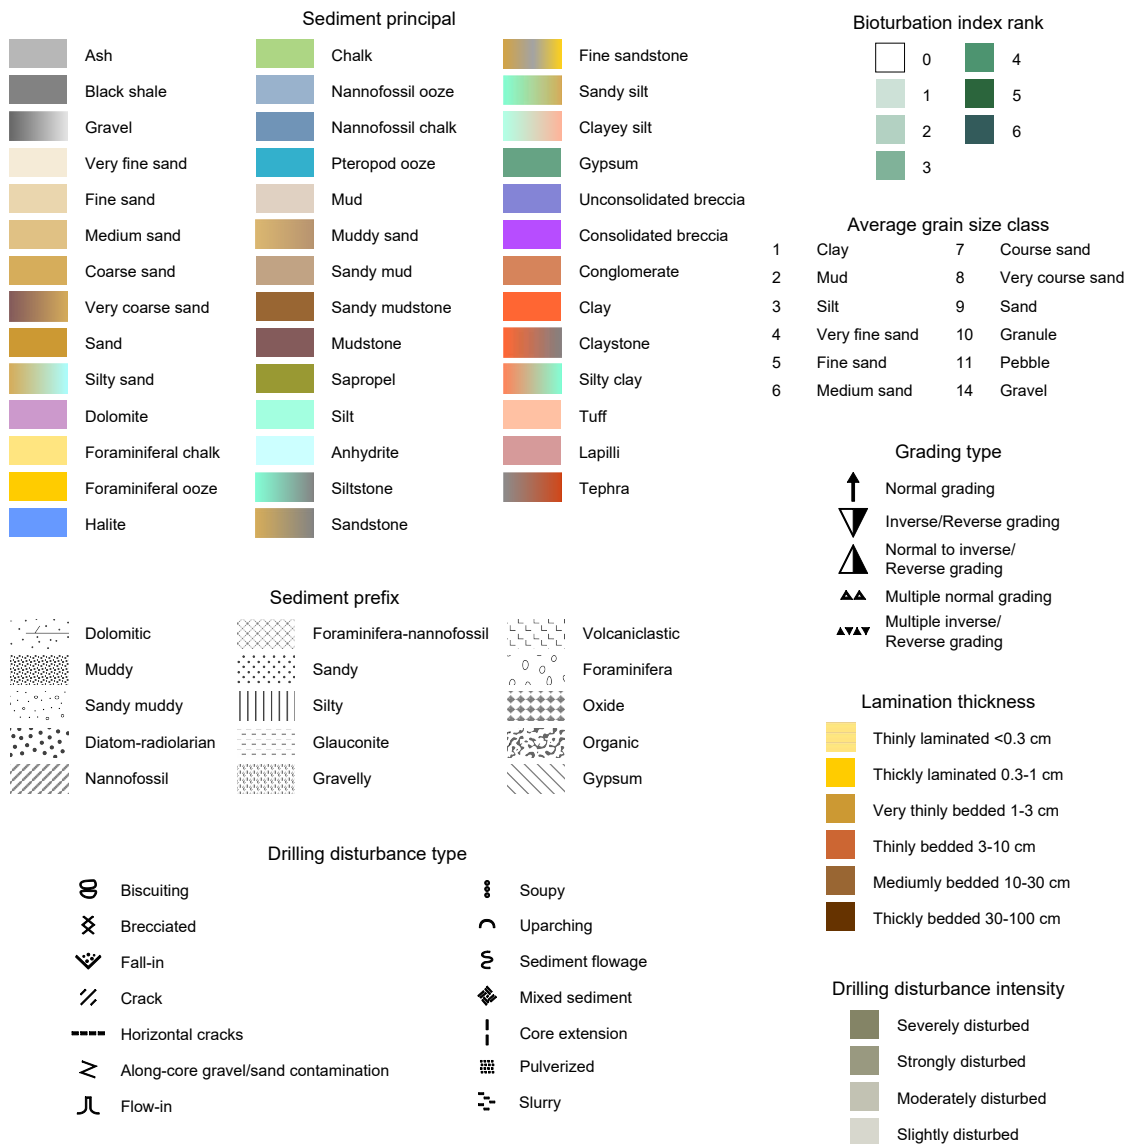 Sediment principal
Ash
Black shale
Gravel
Very fine sand
Fine sand
Medium sand
Coarse sand
Very coarse sand
Sand
Silty sand
Dolomite
Foraminiferal chalk
Foraminiferal ooze
Halite
Chalk
Nannofossil ooze
Nannofossil chalk
Pteropod ooze
Mud
Muddy sand
Sandy mud
Sandy mudstone
Mudstone
Sapropel
Silt
Anhydrite
Siltstone
Sandstone
Fine sandstone
Sandy silt
Clayey silt
Gypsum
Unconsolidated breccia
Consolidated breccia
Conglomerate
Clay
Claystone
Silty clay
Tuff
Lapilli
Tephra
Bioturbation index rank
0
1
2
3
4
5
6
Average grain size class
1 Clay
2 Mud
3 Silt
4 Very fine sand
5 Fine sand
6 Medium sand
7 Course sand
8 Very course sand
9 Sand
10 Granule
11 Pebble
14 Gravel
Grading type
Normal grading
Inverse/Reverse grading
Normal to inverse/
Reverse grading
Multiple normal grading
Multiple inverse/
Reverse grading
Sediment prefix
Dolomitic
Muddy
Sandy muddy
Diatom-radiolarian
Nannofossil
Foraminifera-nannofossil
Sandy
Silty
Glauconite
Gravelly
Volcaniclastic
Foraminifera
Oxide
Organic
Gypsum
Lamination thickness
Thinly laminated <0.3 cm
Thickly laminated 0.3-1 cm
Very thinly bedded 1-3 cm
Thinly bedded 3-10 cm
Mediumly bedded 10-30 cm
Thickly bedded 30-100 cm
Drilling disturbance type
Biscuiting
Brecciated
Fall-in
Crack
Horizontal cracks
Along-core gravel/sand contamination
Flow-in
Soupy
Uparching
Sediment flowage
Mixed sediment
Core extension
Pulverized
Slurry
Drilling disturbance intensity
Severely disturbed
Strongly disturbed
Moderately disturbed
Slightly disturbed